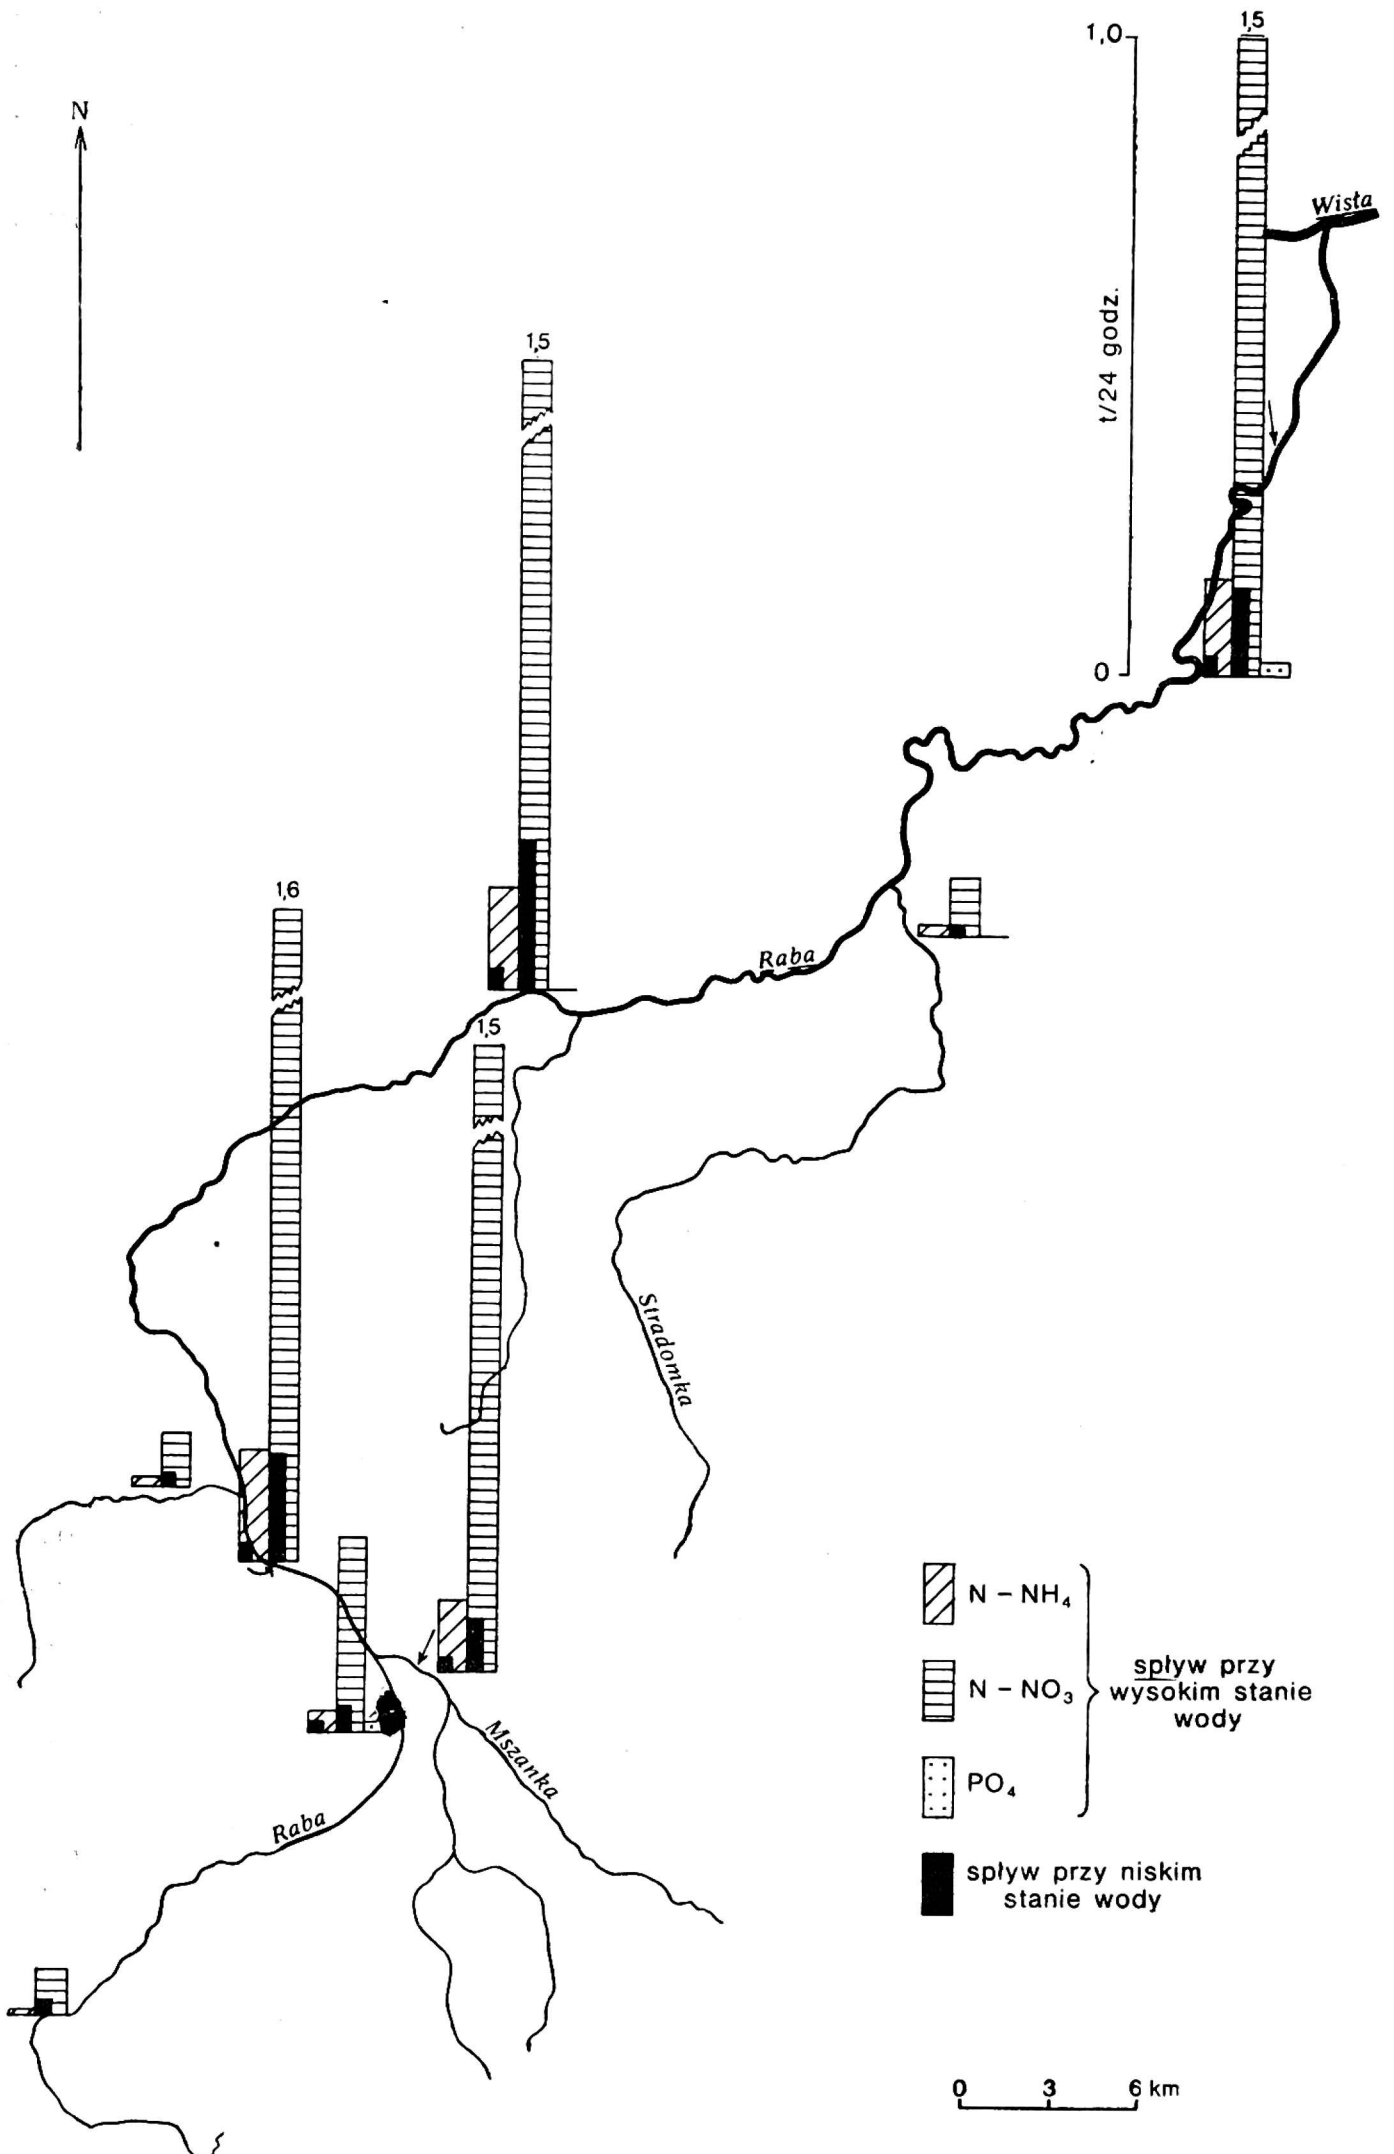 1,5
1,0
N
Wisła
t/24 godz.
1,5
0
1,6
Raba
1,5
Stradomka
N – NH₄
N – NO₃
spływ przy
wysokim stanie
wody
PO₄
Mszanka
Raba
spływ przy niskim
stanie wody
0 3 6 km